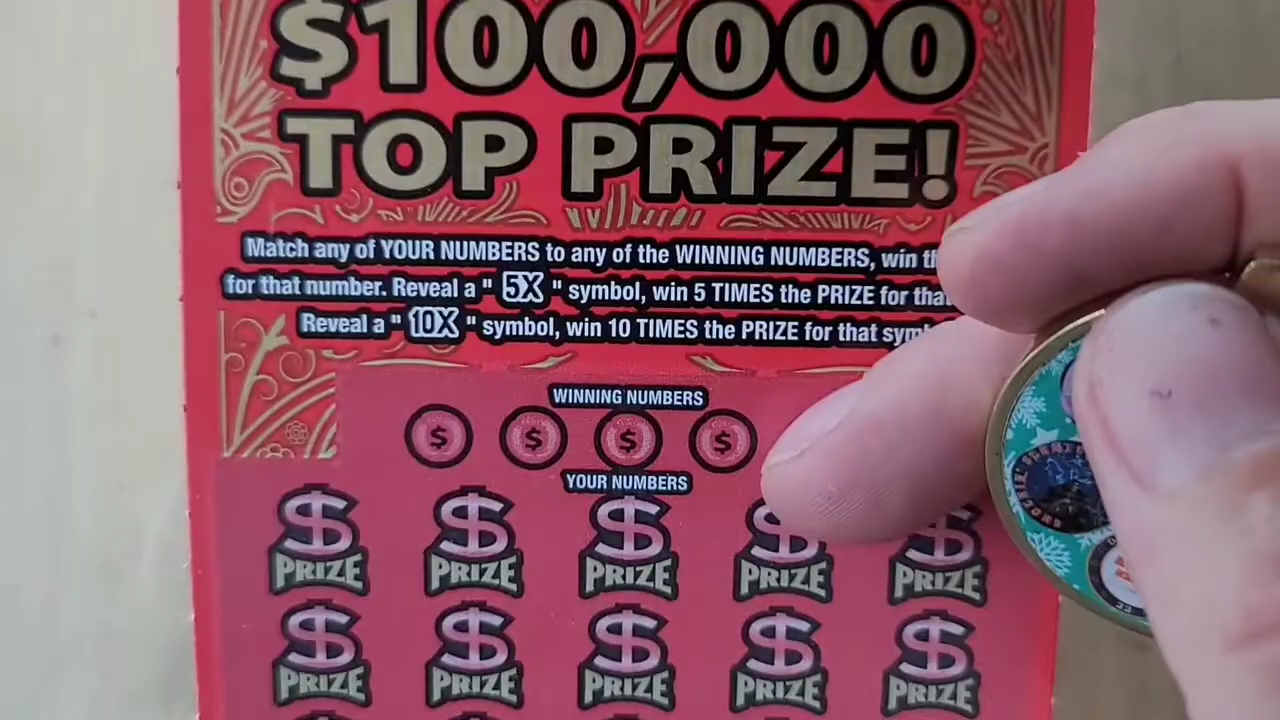 $100,000
TOP PRIZE!
Match any of YOUR NUMBERS to any of the WINNING NUMBERS, win
for that number. Reveal a " 5X " symbol, win 5 TIMES the PRIZE for
Reveal a " 10X " symbol, win 10 TIMES the PRIZE for that
WINNING NUMBERS
$ $ $ $
YOUR NUMBERS
$ $ $ $ $
PRIZE PRIZE PRIZE PRIZE PRIZE
$ $ $ $ $
PRIZE PRIZE PRIZE PRIZE PRIZE